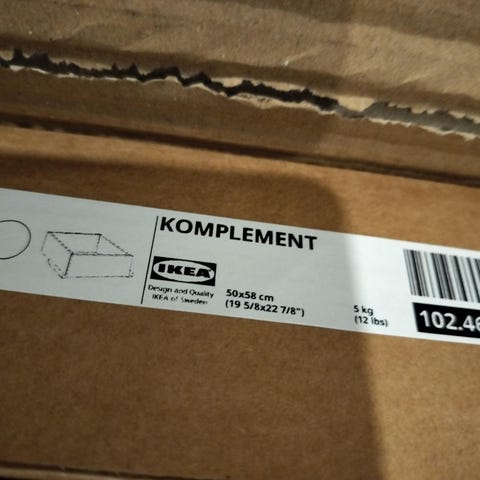 KOMPLEMENT
IKEA
Design and Quality
IKEA of Sweden
50x58 cm
(19 5/8x22 7/8")
5 kg
(12 lbs)
102.46